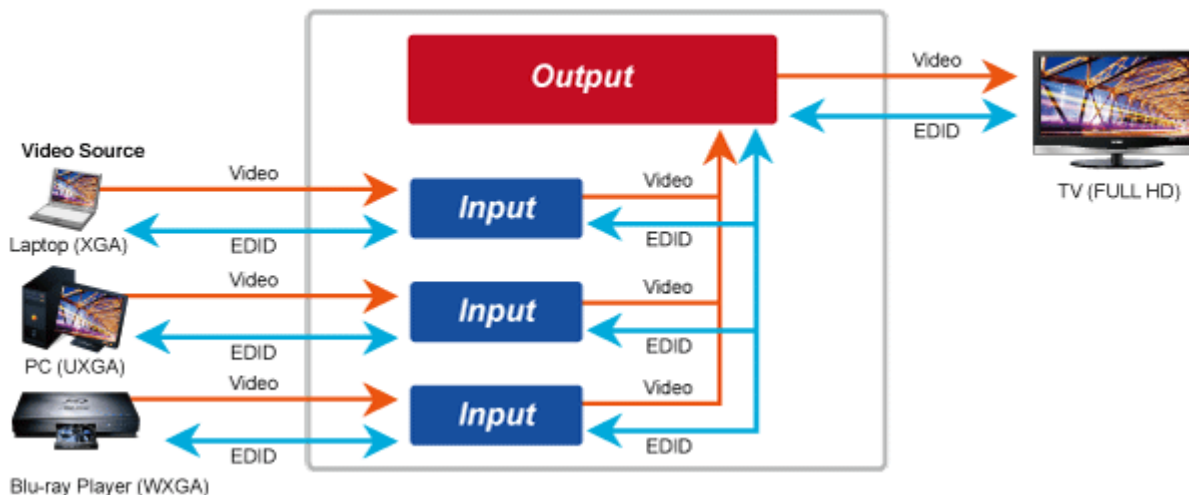 Output
Video
EDID
TV (FULL HD)
Video Source
Video
Input
Video
EDID
EDID
Laptop (XGA)
Video
Input
Video
EDID
EDID
PC (UXGA)
Video
Input
Video
EDID
EDID
Blu-ray Player (WXGA)